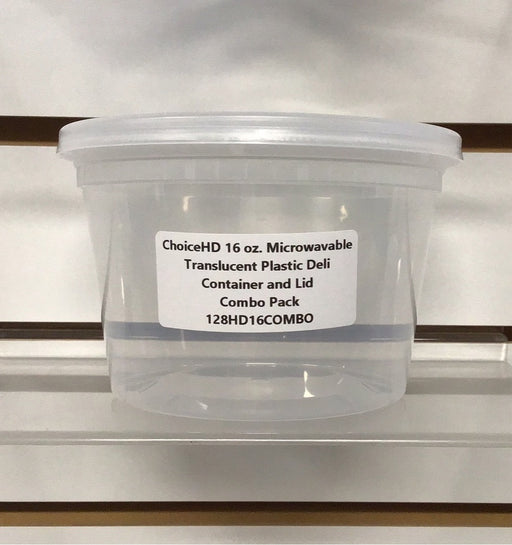 ChoiceHD 16 oz. Microwavable
Translucent Plastic Deli
Container and Lid
Combo Pack
128HD16COMBO